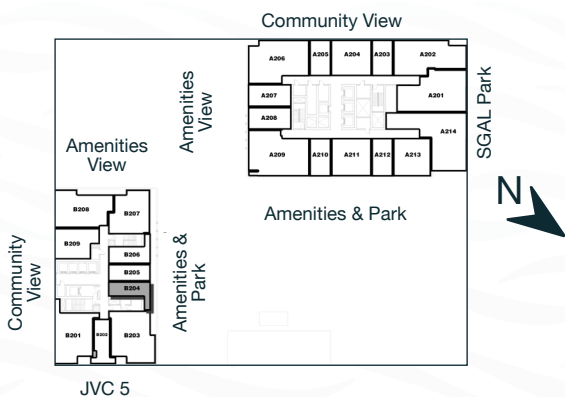 Community View
A206
A205
A204
A203
A202
A207
A208
A201
A214
A209
A210
A211
A212
A213
Amenities
View
SGAL Park
Amenities
View
Amenities & Park
N
B208
B207
B209
B206
B205
B204
B201
B202
B203
Community
View
Amenities &
Park
JVC 5